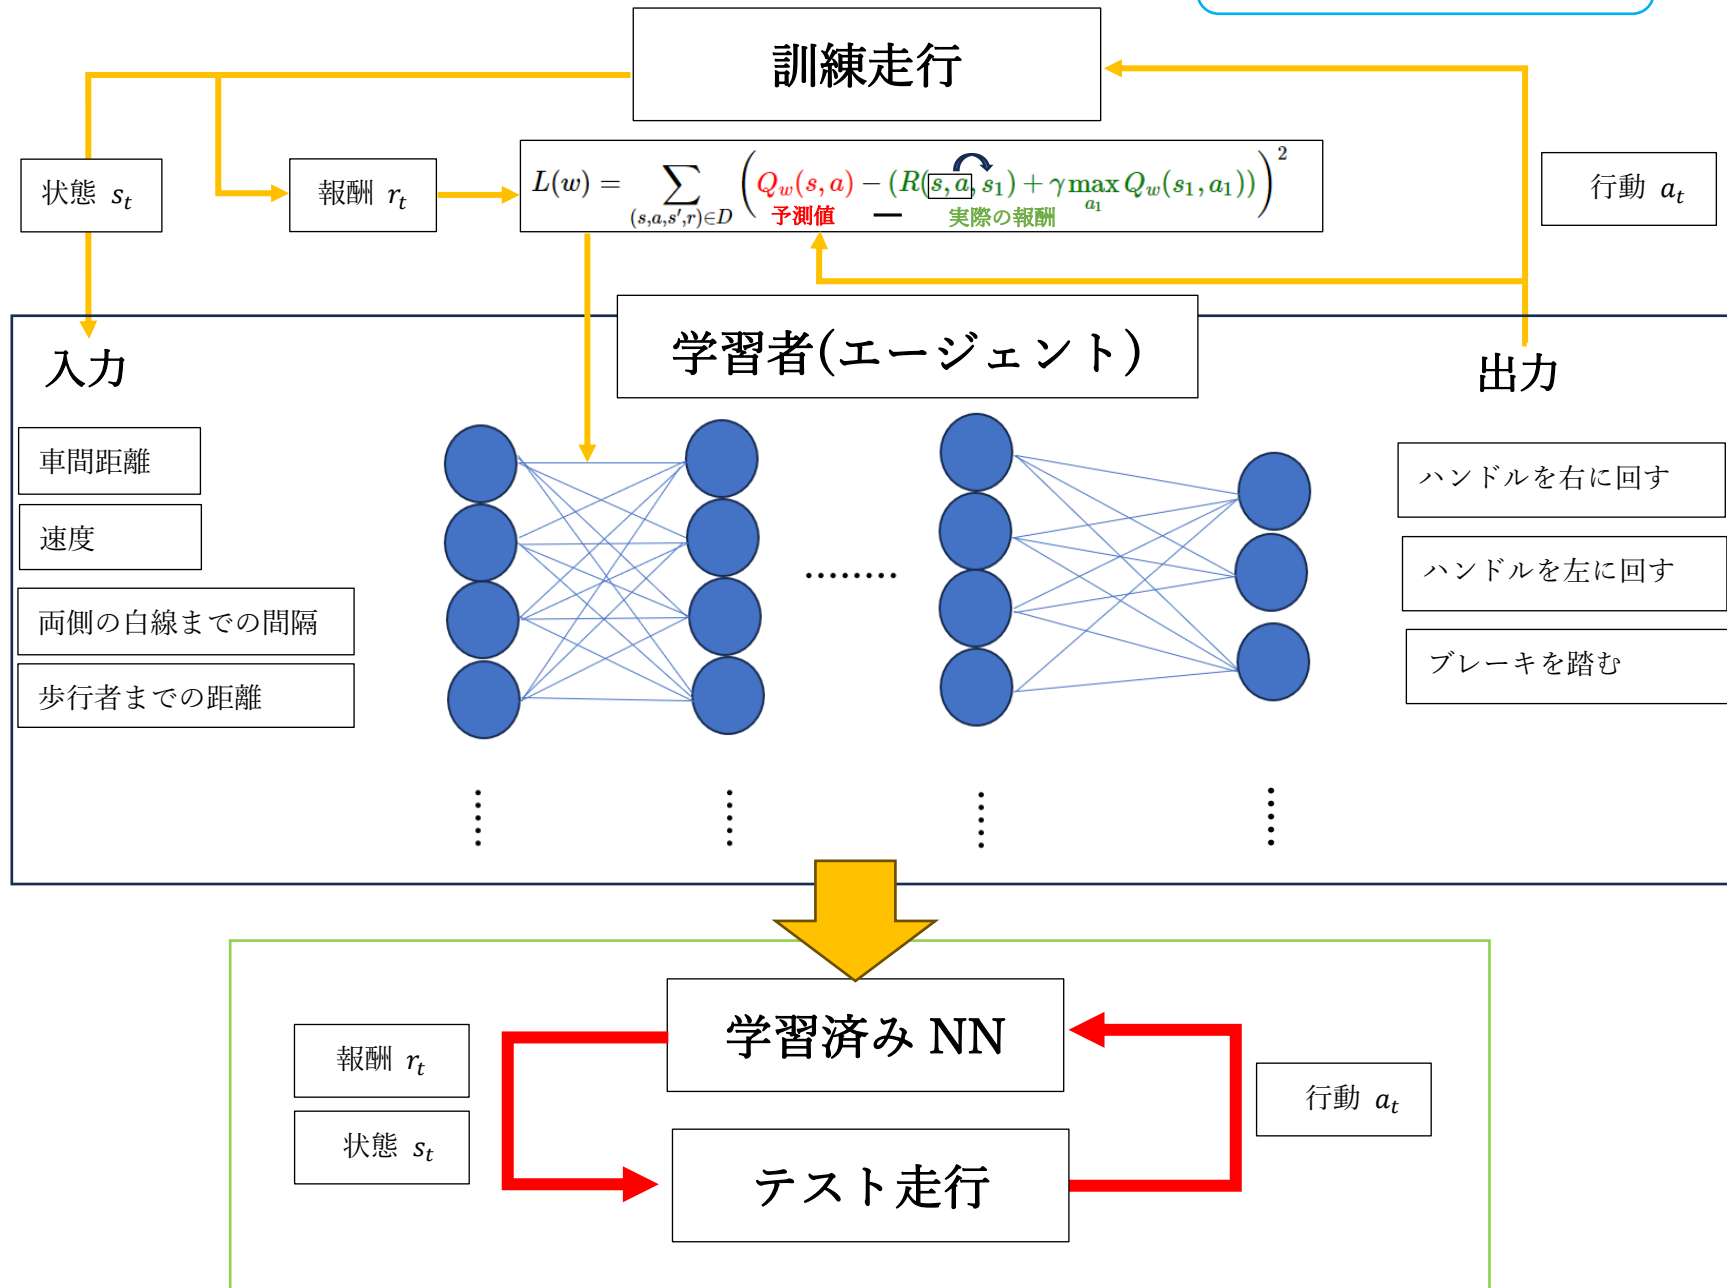 訓練走行
状態 s_t
報酬 r_t
L(w) = \sum_{(s,a,s',r)∈D} ( Q_w(s, a) − (R(s, a, s_1) + γ max_{a_1} Q_w(s_1, a_1)) )^2
予測値 — 実際の報酬
行動 a_t
学習者(エージェント)
入力
出力
車間距離
速度
両側の白線までの間隔
歩行者までの距離
………
ハンドルを右に回す
ハンドルを左に回す
ブレーキを踏む
学習済み NN
報酬 r_t
状態 s_t
行動 a_t
テスト走行